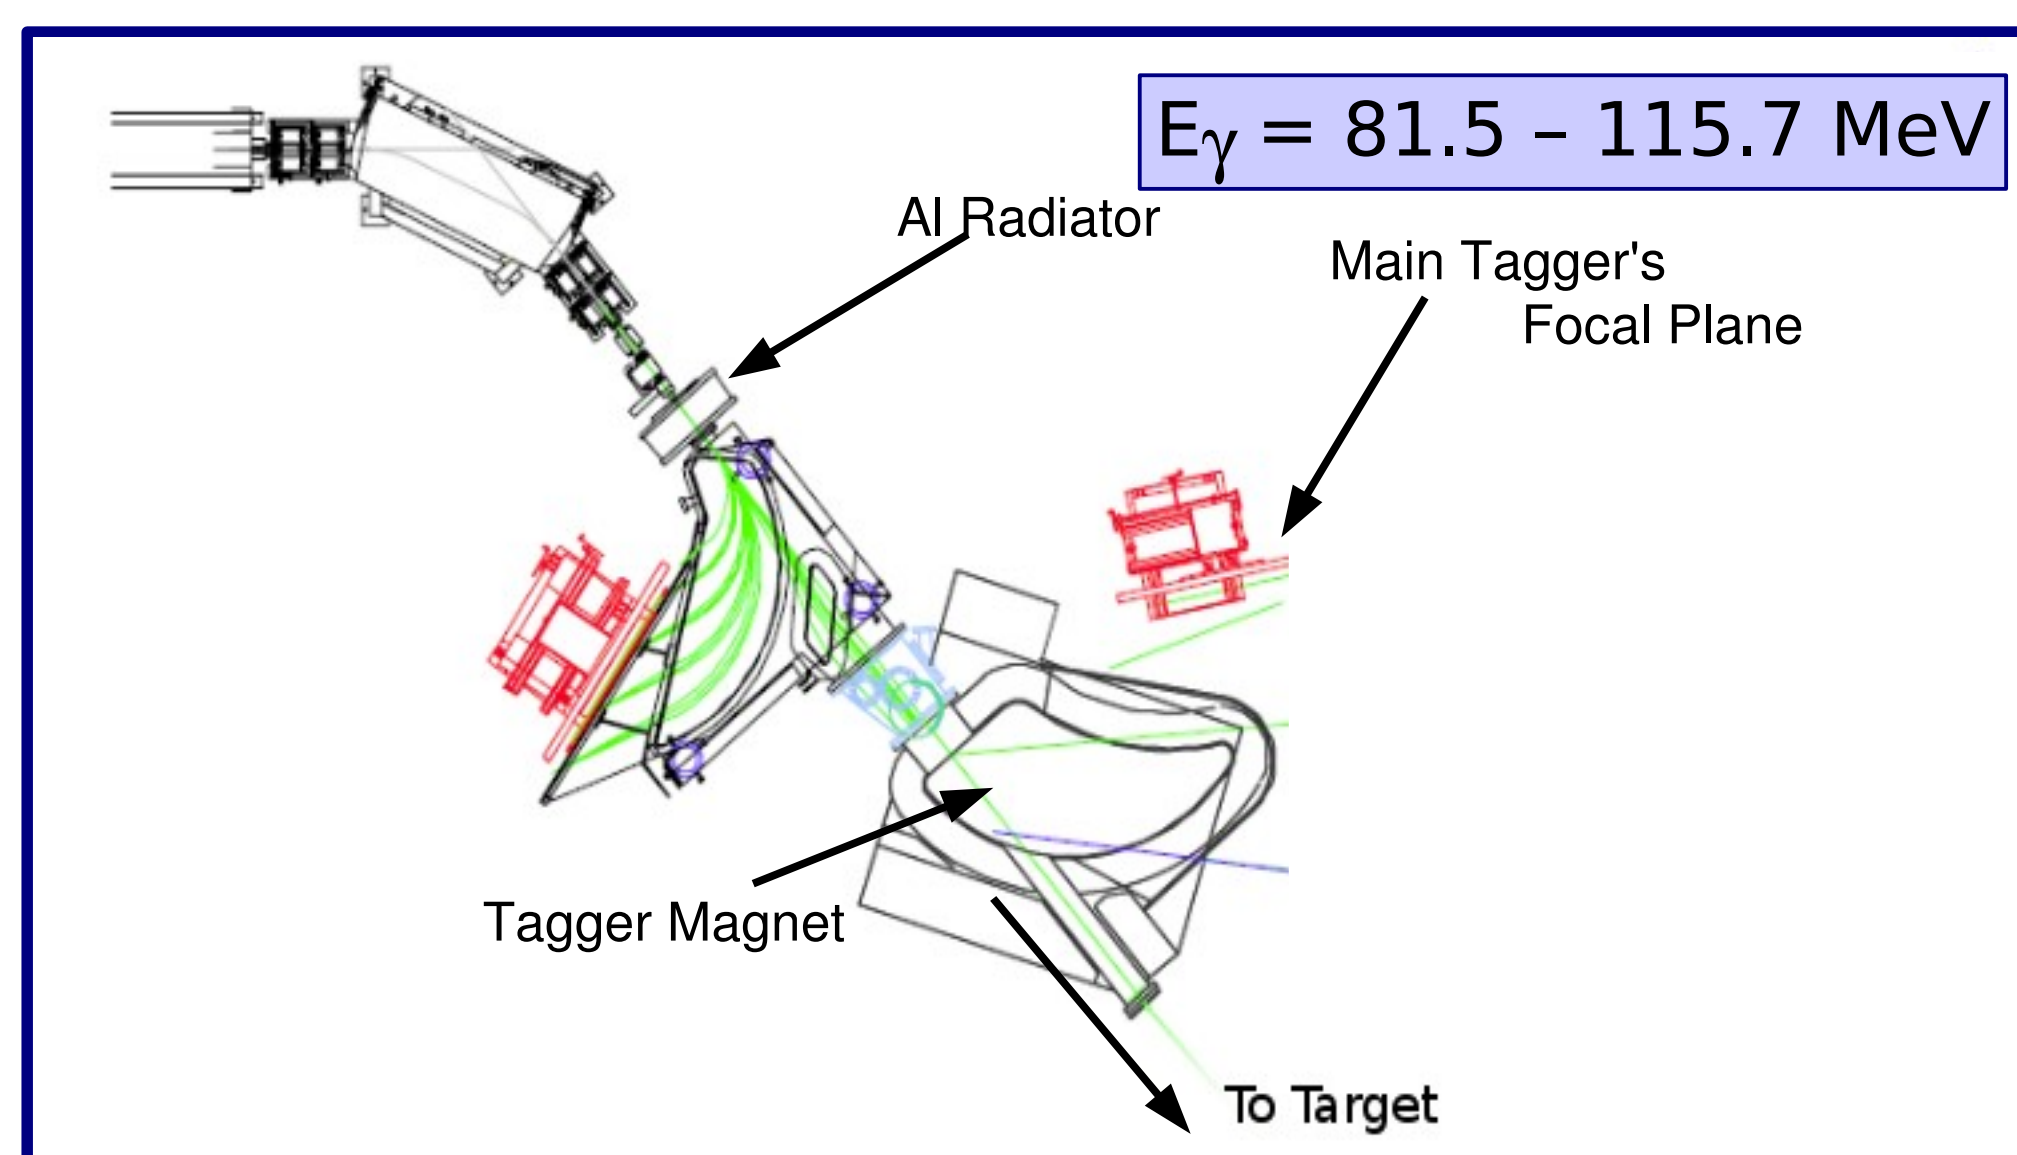 Eγ = 81.5 – 115.7 MeV
Al Radiator
Main Tagger's
Focal Plane
Tagger Magnet
To Target